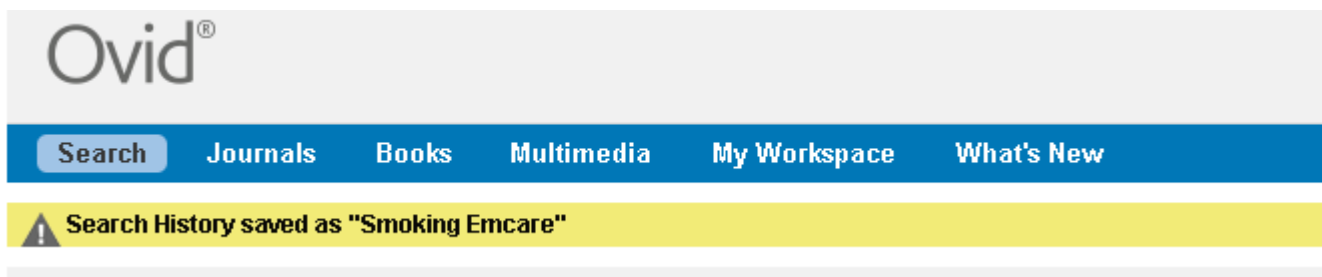 Ovid®
Search Journals Books Multimedia My Workspace What's New
Search History saved as "Smoking Emcare"